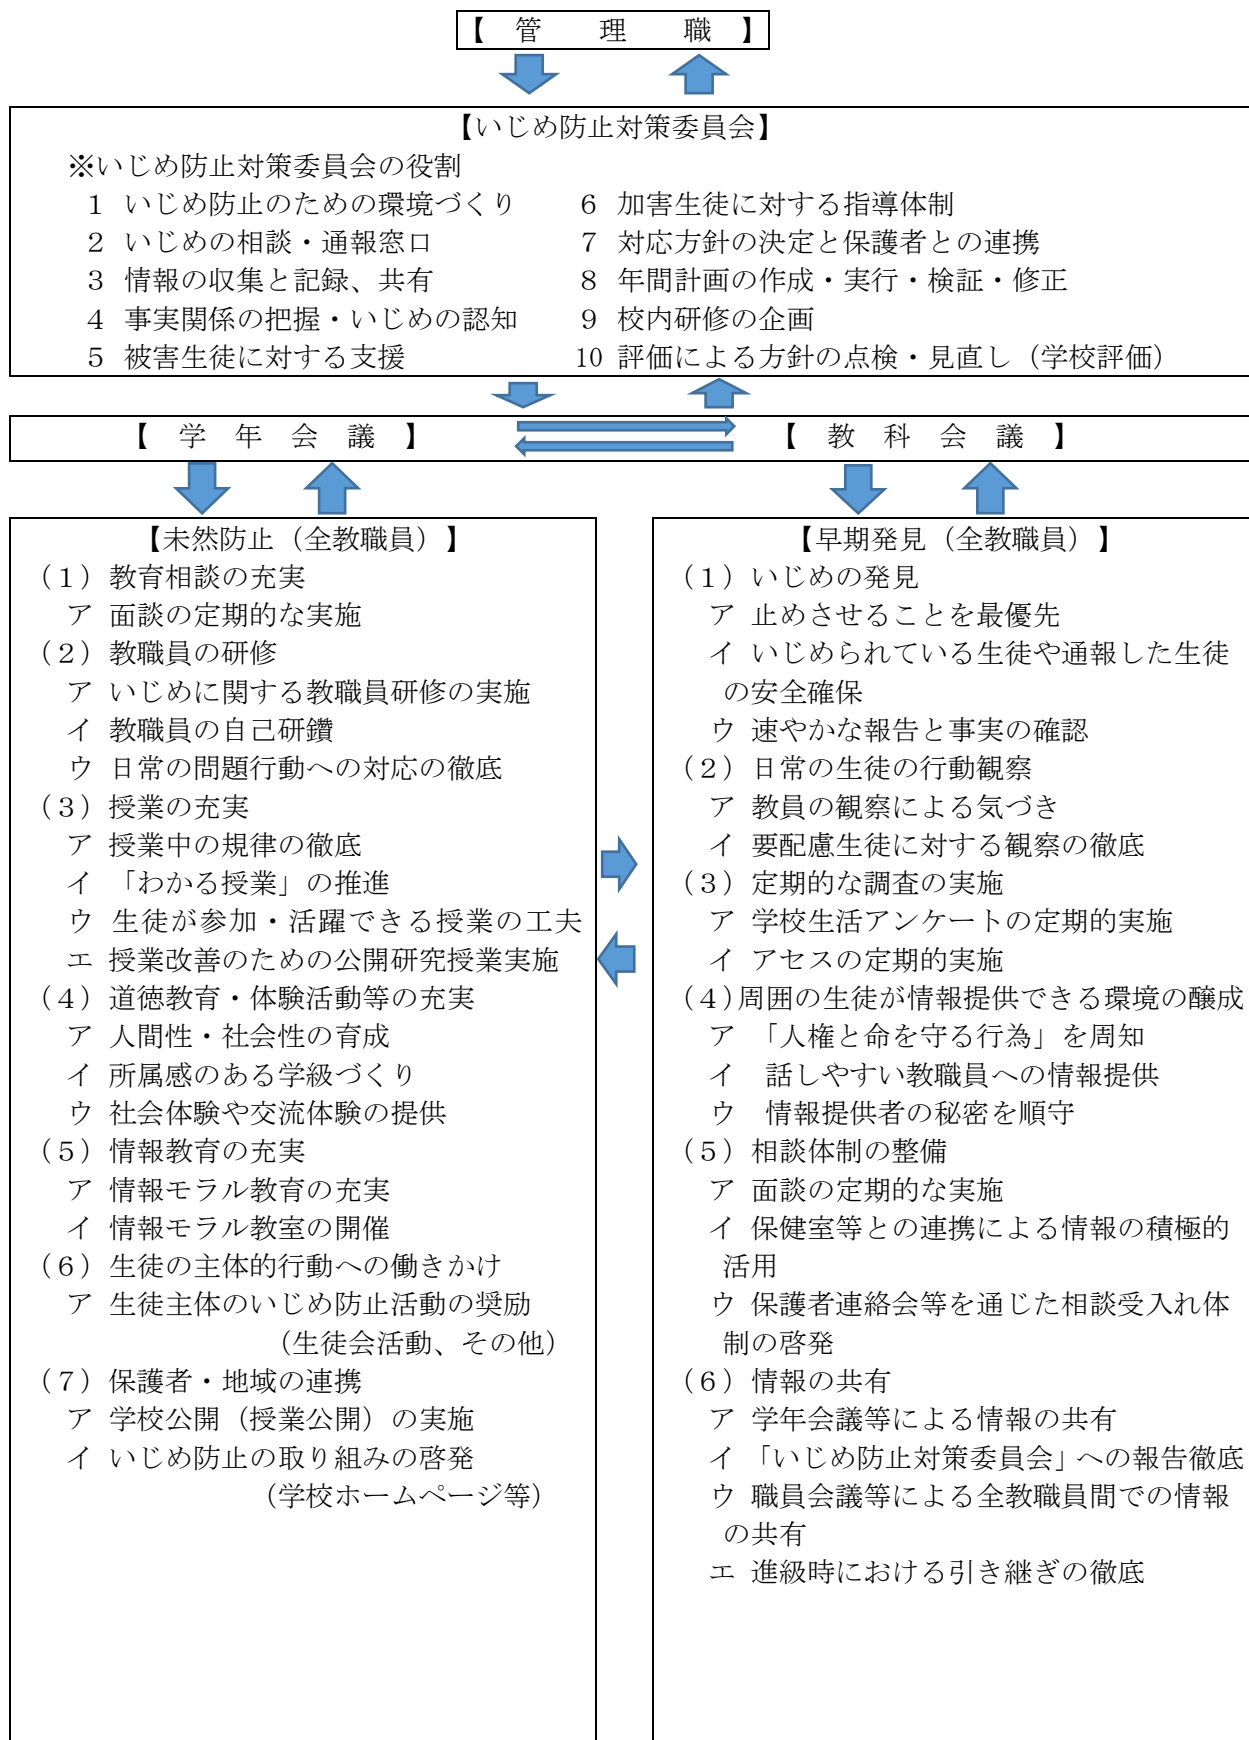 【　管　理　職　】
【いじめ防止対策委員会】
※いじめ防止対策委員会の役割
１ いじめ防止のための環境づくり
２ いじめの相談・通報窓口
３ 情報の収集と記録、共有
４ 事実関係の把握・いじめの認知
５ 被害生徒に対する支援
６ 加害生徒に対する指導体制
７ 対応方針の決定と保護者との連携
８ 年間計画の作成・実行・検証・修正
９ 校内研修の企画
10 評価による方針の点検・見直し（学校評価）
【　学　年　会　議　】
【　教　科　会　議　】
【未然防止（全教職員）】
（１）教育相談の充実
ア 面談の定期的な実施
（２）教職員の研修
ア いじめに関する教職員研修の実施
イ 教職員の自己研鑽
ウ 日常の問題行動への対応の徹底
（３）授業の充実
ア 授業中の規律の徹底
イ 「わかる授業」の推進
ウ 生徒が参加・活躍できる授業の工夫
エ 授業改善のための公開研究授業実施
（４）道徳教育・体験活動等の充実
ア 人間性・社会性の育成
イ 所属感のある学級づくり
ウ 社会体験や交流体験の提供
（５）情報教育の充実
ア 情報モラル教育の充実
イ 情報モラル教室の開催
（６）生徒の主体的行動への働きかけ
ア 生徒主体のいじめ防止活動の奨励
（生徒会活動、その他）
（７）保護者・地域の連携
ア 学校公開（授業公開）の実施
イ いじめ防止の取り組みの啓発
（学校ホームページ等）
【早期発見（全教職員）】
（１）いじめの発見
ア 止めさせることを最優先
イ いじめられている生徒や通報した生徒
の安全確保
ウ 速やかな報告と事実の確認
（２）日常の生徒の行動観察
ア 教員の観察による気づき
イ 要配慮生徒に対する観察の徹底
（３）定期的な調査の実施
ア 学校生活アンケートの定期的実施
イ アセスの定期的実施
（４）周囲の生徒が情報提供できる環境の醸成
ア 「人権と命を守る行為」を周知
イ　話しやすい教職員への情報提供
ウ　情報提供者の秘密を順守
（５）相談体制の整備
ア 面談の定期的な実施
イ 保健室等との連携による情報の積極的
活用
ウ 保護者連絡会等を通じた相談受入れ体
制の啓発
（６）情報の共有
ア 学年会議等による情報の共有
イ 「いじめ防止対策委員会」への報告徹底
ウ 職員会議等による全教職員間での情報
の共有
エ 進級時における引き継ぎの徹底